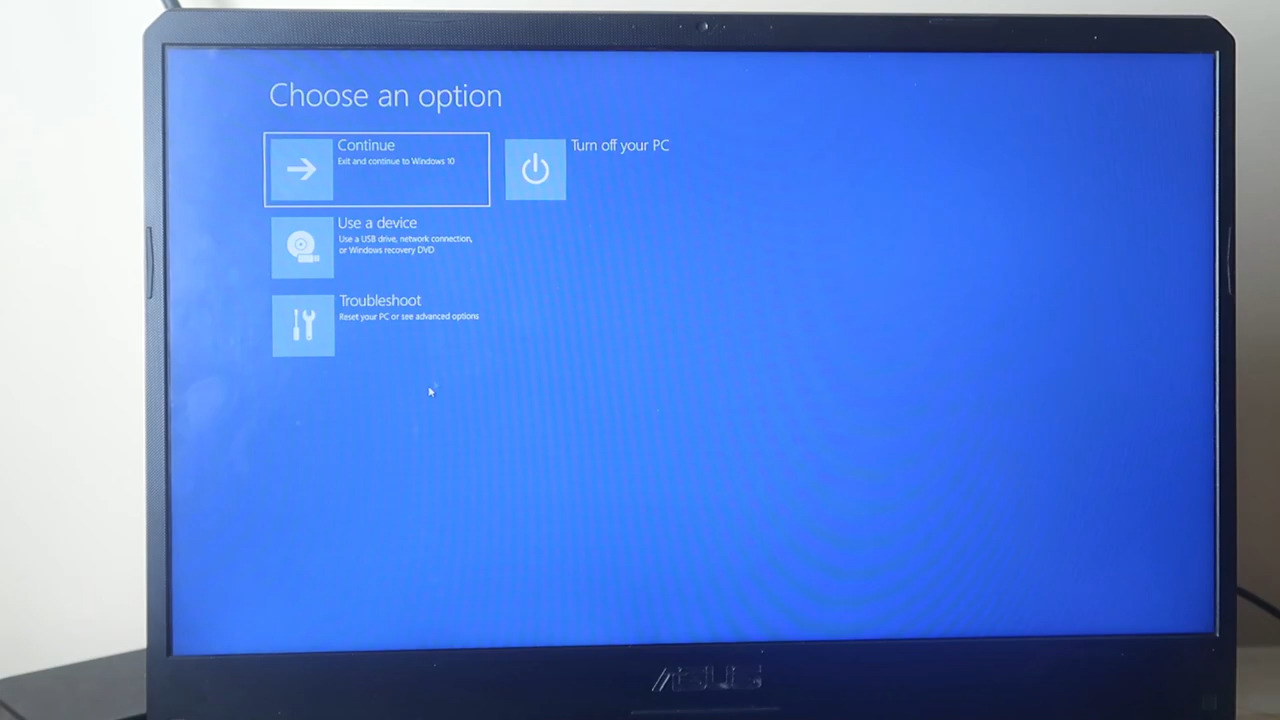 Choose an option
Continue
Exit and continue to Windows 10
Turn off your PC
Use a device
Use a USB drive, network connection,
or Windows recovery DVD
Troubleshoot
Reset your PC or see advanced options
ASUS